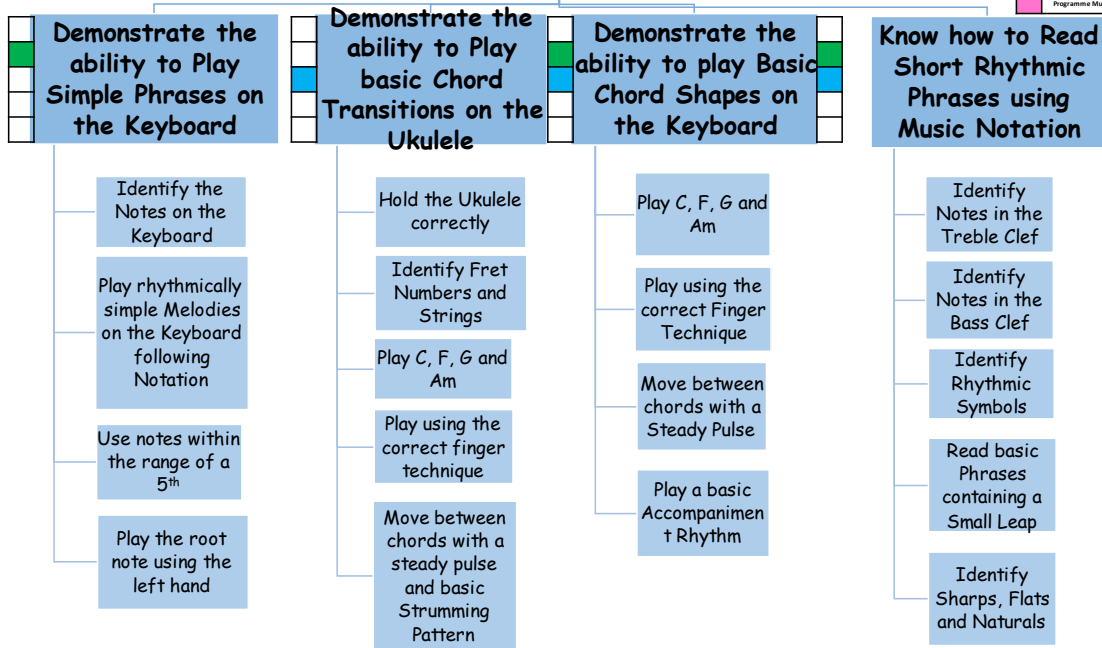 Programme Mu
Demonstrate the
ability to Play
Simple Phrases on
the Keyboard
Identify the
Notes on the
Keyboard
Play rhythmically
simple Melodies
on the Keyboard
following
Notation
Use notes within
the range of a
5th
Play the root
note using the
left hand
Demonstrate the
ability to Play
basic Chord
Transitions on the
Ukulele
Hold the Ukulele
correctly
Identify Fret
Numbers and
Strings
Play C, F, G and
Am
Play using the
correct finger
technique
Move between
chords with a
steady pulse
and basic
Strumming
Pattern
Demonstrate the
ability to play Basic
Chord Shapes on
the Keyboard
Play C, F, G and
Am
Play using the
correct Finger
Technique
Move between
chords with a
Steady Pulse
Play a basic
Accompanimen
t Rhythm
Know how to Read
Short Rhythmic
Phrases using
Music Notation
Identify
Notes in the
Treble Clef
Identify
Notes in the
Bass Clef
Identify
Rhythmic
Symbols
Read basic
Phrases
containing a
Small Leap
Identify
Sharps, Flats
and Naturals